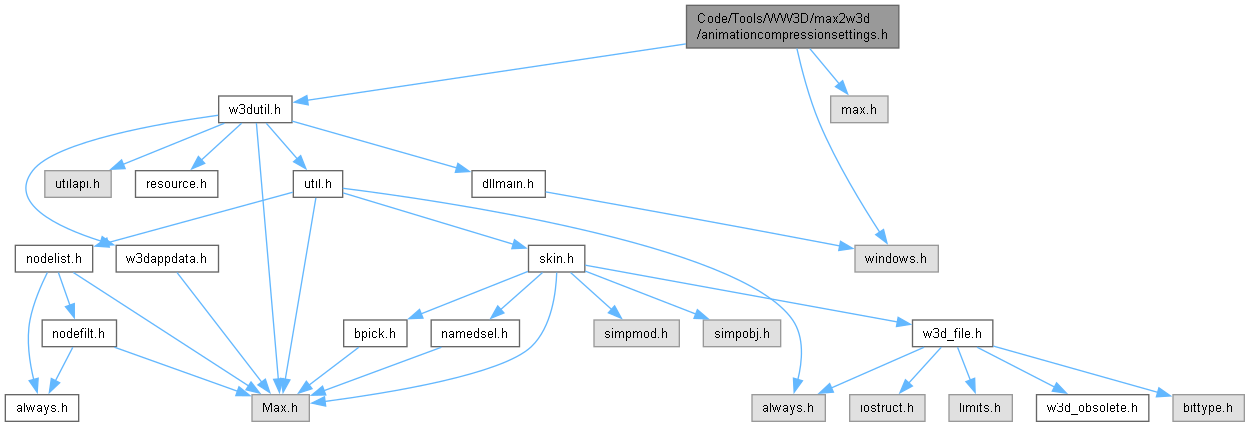 Code/Tools/WW3D/max2w3d
/animationcompressionsettings.h
w3dutil.h
max.h
utilapi.h
resource.h
util.h
dllmain.h
nodelist.h
w3dappdata.h
skin.h
windows.h
nodefilt.h
bpick.h
namedsel.h
simpmod.h
simpobj.h
w3d_file.h
always.h
Max.h
always.h
iostruct.h
limits.h
w3d_obsolete.h
bittype.h